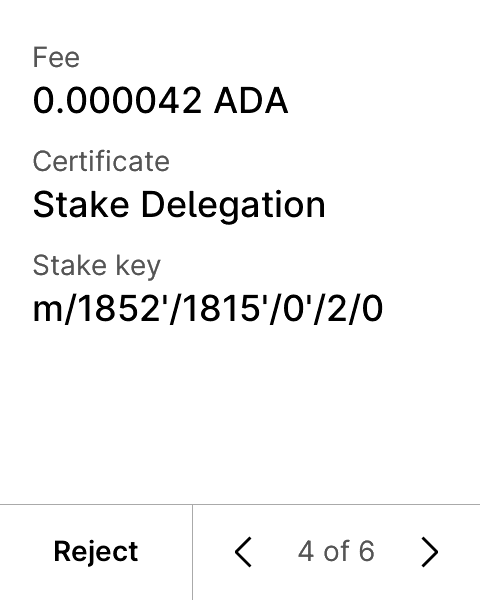 Fee
0.000042 ADA
Certificate
Stake Delegation
Stake key
m/1852'/1815'/0'/2/0
Reject
4 of 6